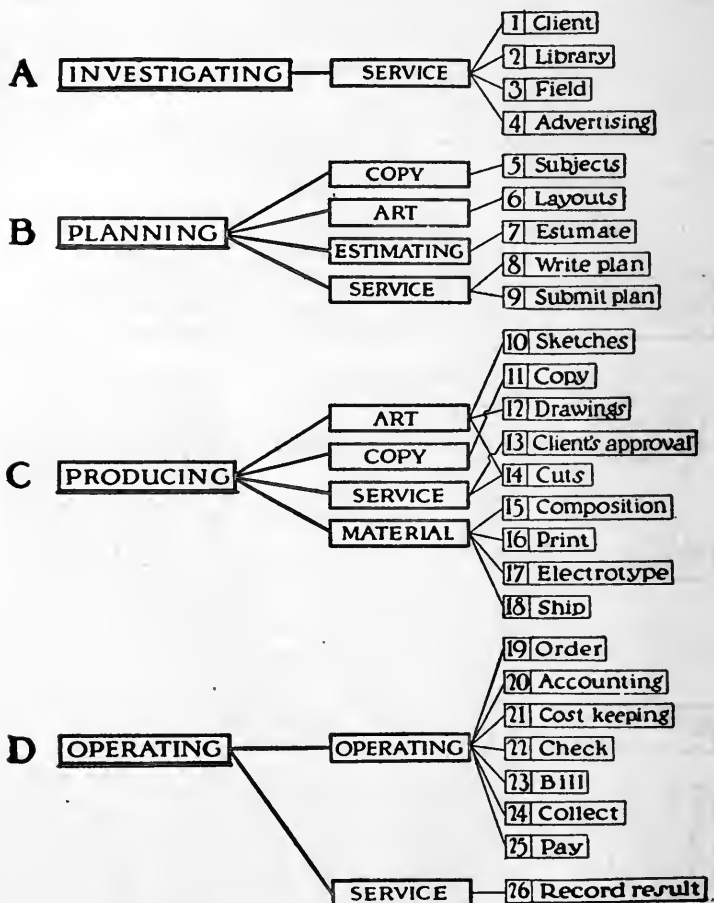 A INVESTIGATING SERVICE
1 Client
2 Library
3 Field
4 Advertising
B PLANNING
COPY
ART
ESTIMATING
SERVICE
5 Subjects
6 Layouts
7 Estimate
8 Write plan
9 Submit plan
C PRODUCING
ART
COPY
SERVICE
MATERIAL
10 Sketches
11 Copy
12 Drawings
13 Client's approval
14 Cuts
15 Composition
16 Print
17 Electrotype
18 Ship
D OPERATING
OPERATING
19 Order
20 Accounting
21 Cost keeping
22 Check
23 Bill
24 Collect
25 Pay
SERVICE
26 Record result